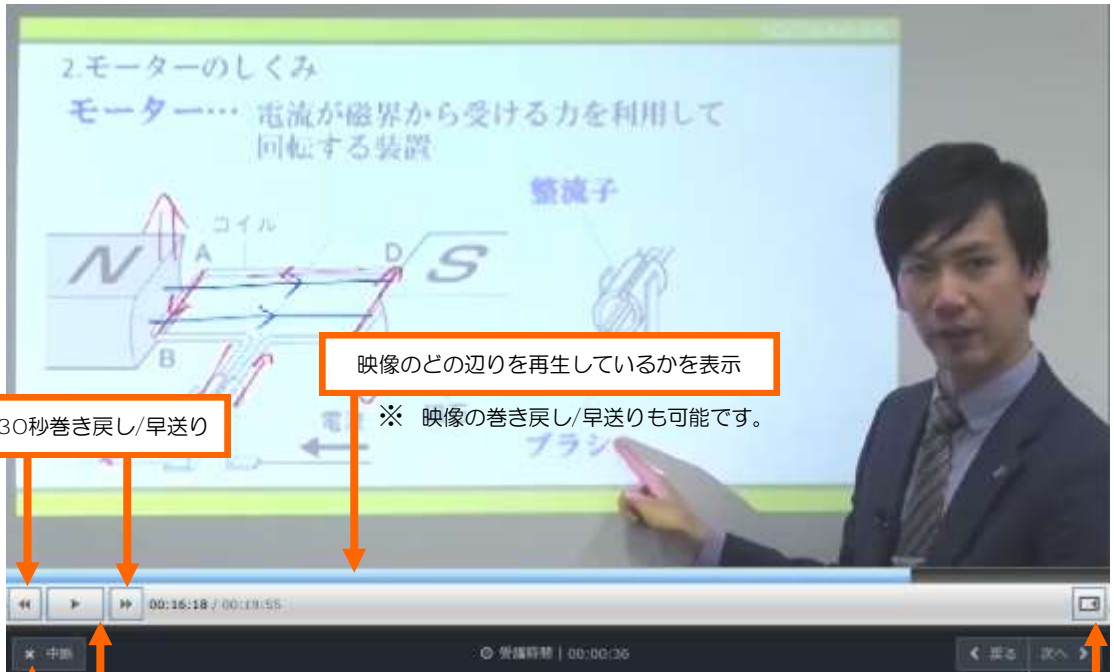 2.モーターのしくみ
モーター… 電流が磁界から受ける力を利用して
回転する装置
整流子
コイル
N
A
D
S
B
映像のどの辺りを再生しているかを表示
30秒巻き戻し/早送り
※ 映像の巻き戻し/早送りも可能です。
ブラシ
00:16:18 / 00:19:55
× 中断
受講時間 | 00:00:36
戻る
次へ